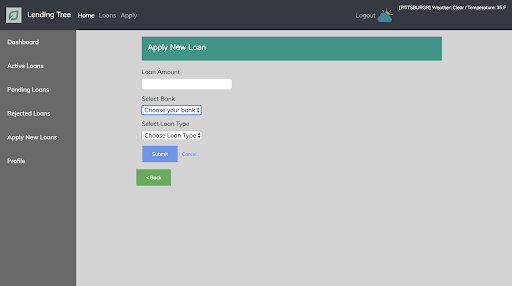 Lending Tree Home Loans Apply Logout [PITTSBURGH] Weather: Clear / Temperature: 35 F
Dashboard
Active Loans
Pending Loans
Rejected Loans
Apply New Loans
Profile
Apply New Loan
Loan Amount
Select Bank
Choose your bank
Select Loan Type
Choose Loan Type
Submit Cancel
< Back